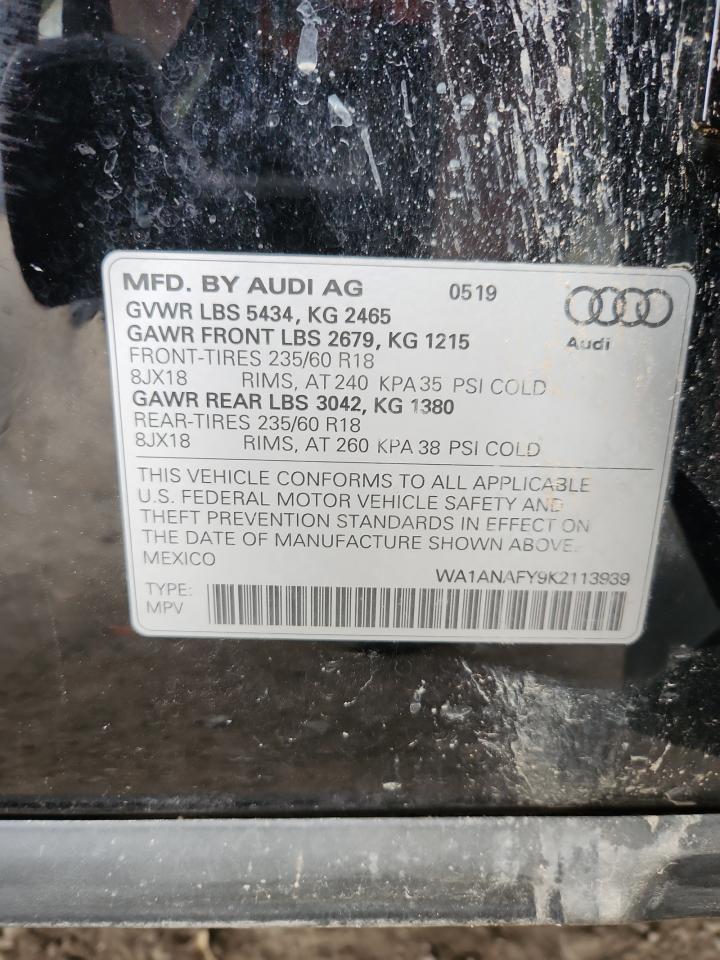 MFD. BY AUDI AG 0519
GVWR LBS 5434, KG 2465
GAWR FRONT LBS 2679, KG 1215
Audi
FRONT-TIRES 235/60 R18
8JX18 RIMS, AT 240 KPA 35 PSI COLD
GAWR REAR LBS 3042, KG 1380
REAR-TIRES 235/60 R18
8JX18 RIMS, AT 260 KPA 38 PSI COLD
THIS VEHICLE CONFORMS TO ALL APPLICABLE
U.S. FEDERAL MOTOR VEHICLE SAFETY AND
THEFT PREVENTION STANDARDS IN EFFECT ON
THE DATE OF MANUFACTURE SHOWN ABOVE.
MEXICO
WA1ANAFY9K2113939
TYPE:
MPV